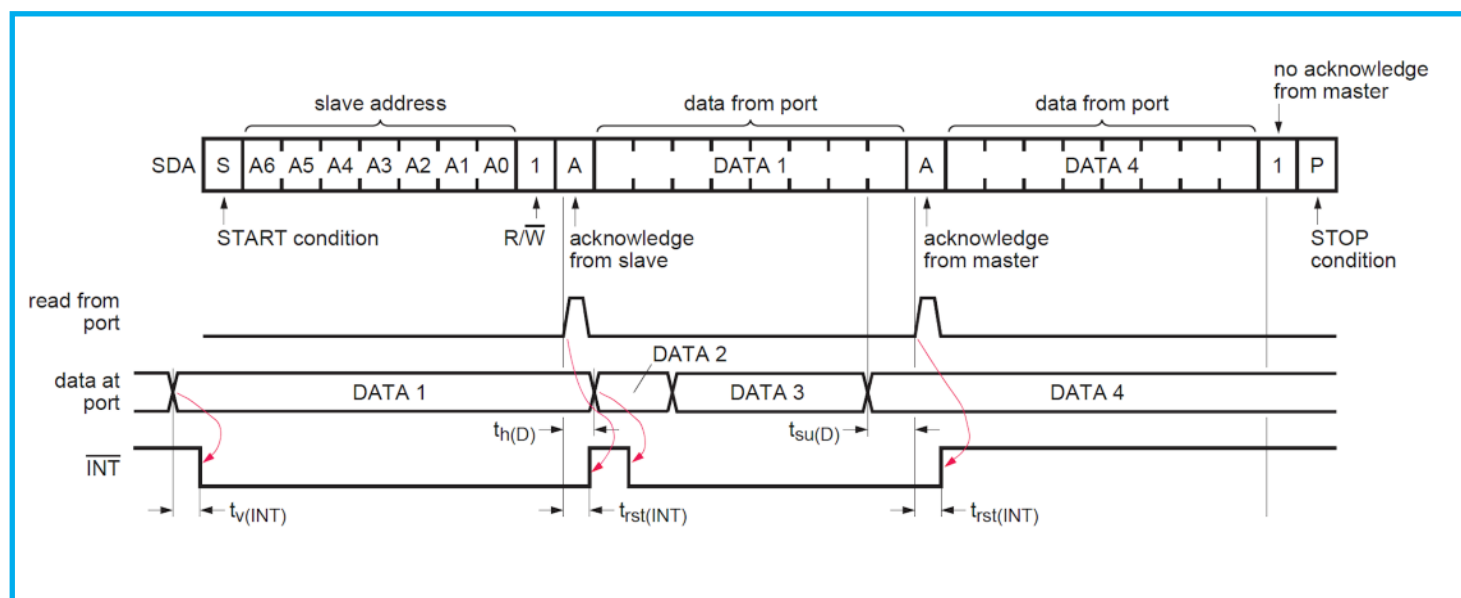 no acknowledge
from master
slave address
data from port
data from port
SDA S A6 A5 A4 A3 A2 A1 A0 1 A DATA 1 A DATA 4 1 P
START condition
R/W̅
acknowledge
from slave
acknowledge
from master
STOP
condition
read from
port
DATA 2
data at
port
DATA 1
DATA 3
DATA 4
th(D)
tsu(D)
I̅N̅T̅
tv(INT)
trst(INT)
trst(INT)